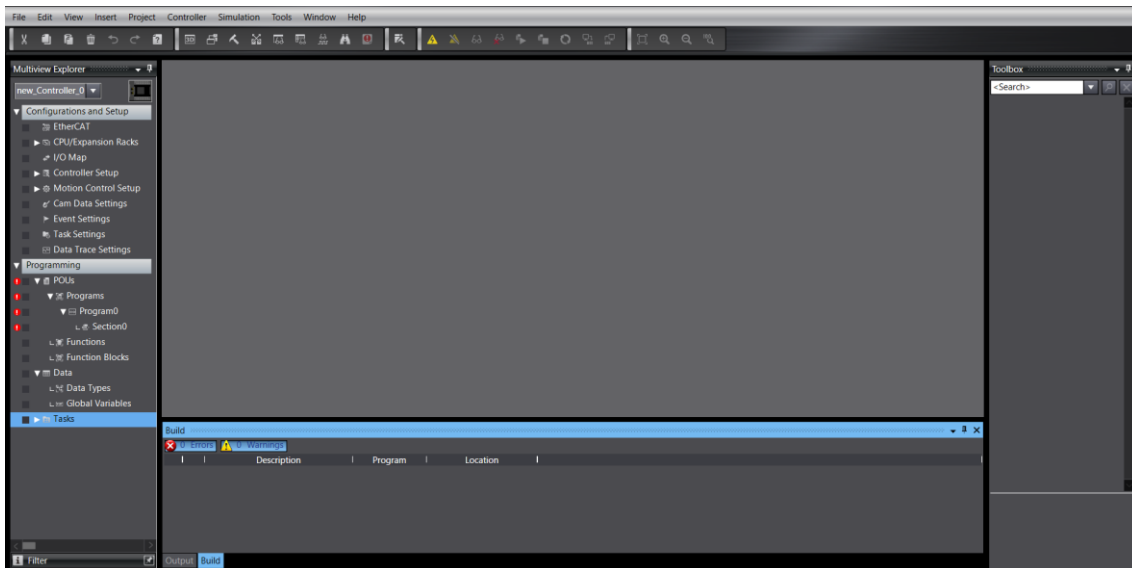 File Edit View Insert Project Controller Simulation Tools Window Help
Multiview Explorer
new_Controller_0
Configurations and Setup
EtherCAT
CPU/Expansion Racks
I/O Map
Controller Setup
Motion Control Setup
Cam Data Settings
Event Settings
Task Settings
Data Trace Settings
Programming
POUs
Programs
Program0
Section0
Functions
Function Blocks
Data
Data Types
Global Variables
Tasks
Filter
Build
0 Errors 0 Warnings
Description Program Location
Output Build
Toolbox
<Search>